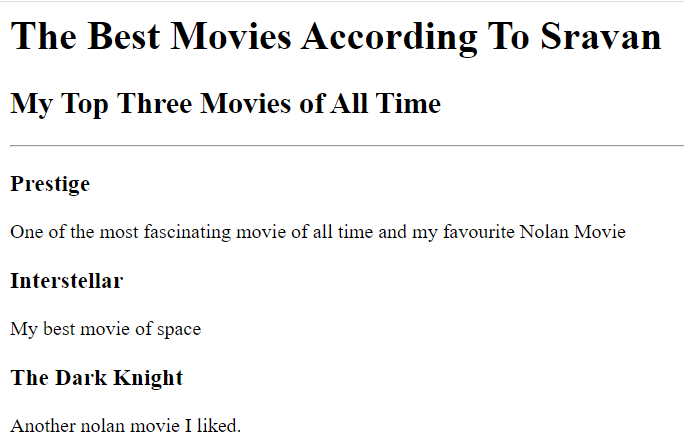 The Best Movies According To Sravan
My Top Three Movies of All Time
Prestige
One of the most fascinating movie of all time and my favourite Nolan Movie
Interstellar
My best movie of space
The Dark Knight
Another nolan movie I liked.